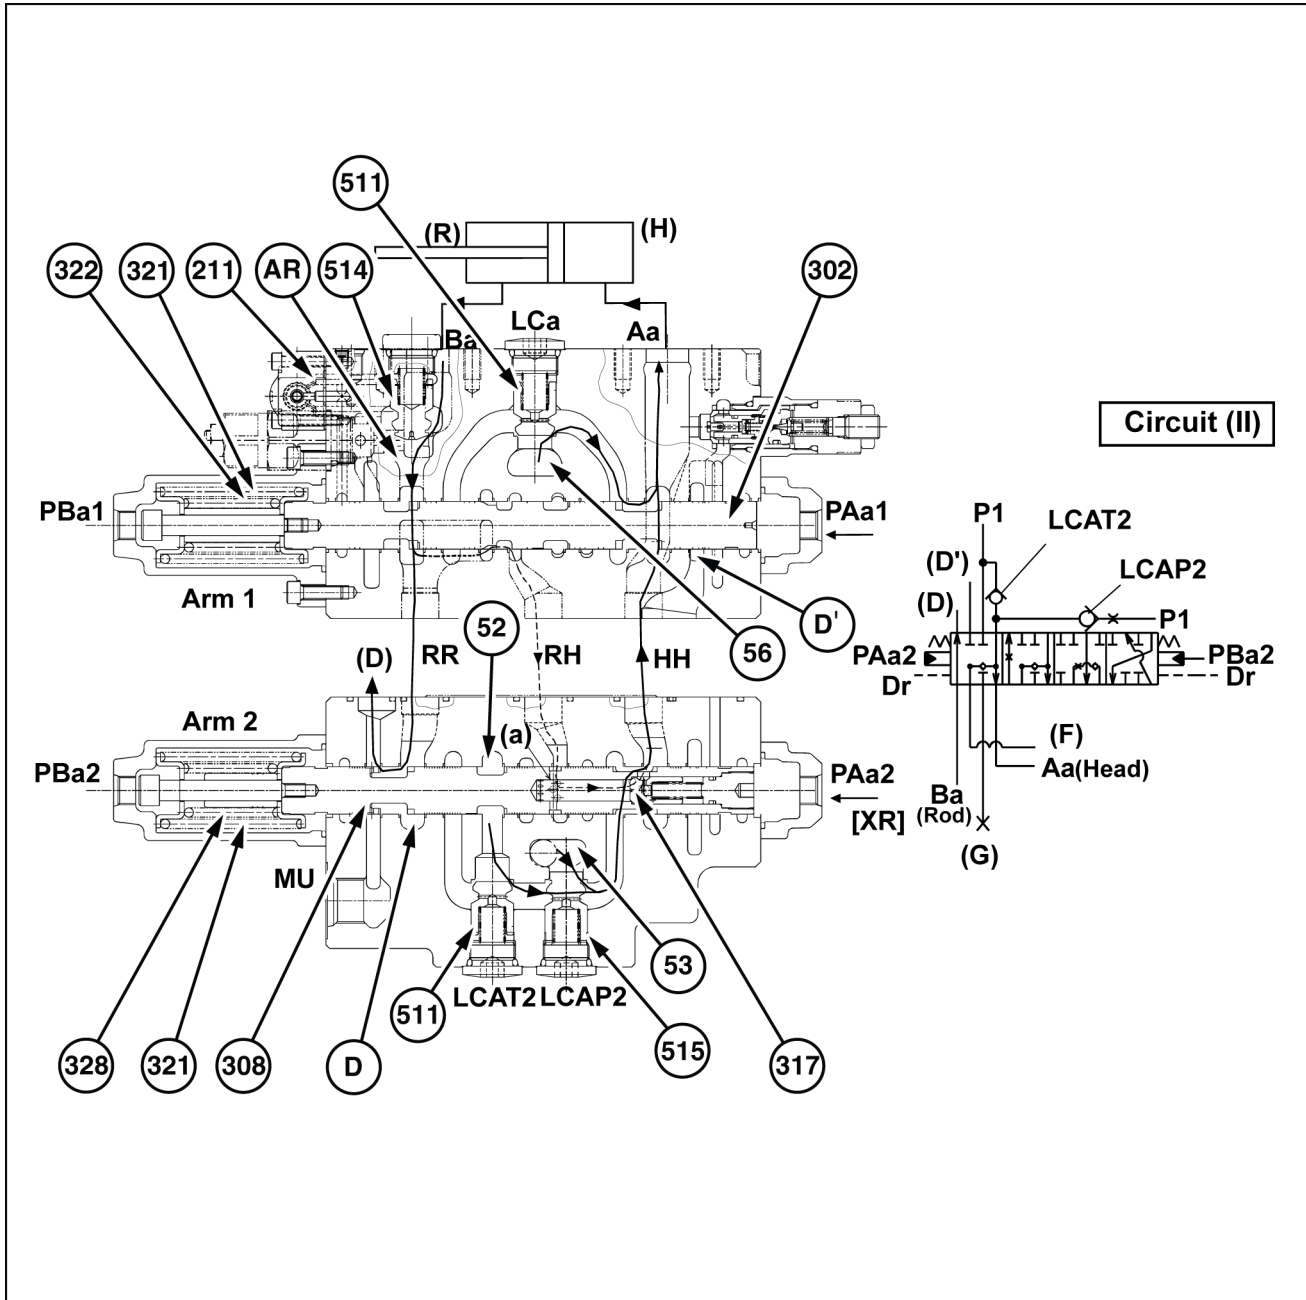 511
(R)
(H)
322
321
211
AR
514
302
Ba
LCa
Aa
Circuit (II)
PBa1
PAa1
P1
LCAT2
(D')
LCAP2
(D)
P1
Arm 1
52
56
D'
(D)
RR
RH
HH
PAa2
PBa2
Dr
Dr
Arm 2
(a)
(F)
PBa2
PAa2
Aa(Head)
[XR]
Ba
(Rod)
(G)
MU
53
511
LCAT2
LCAP2
328
321
308
D
515
317